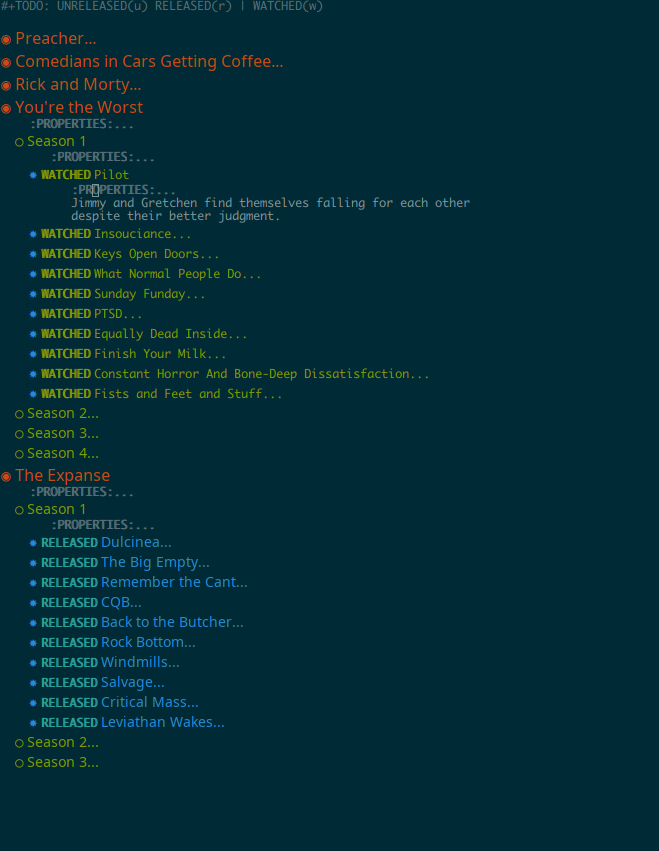 #+TODO: UNRELEASED(u) RELEASED(r) | WATCHED(w)
◉ Preacher...
◉ Comedians in Cars Getting Coffee...
◉ Rick and Morty...
◉ You're the Worst
:PROPERTIES:...
○ Season 1
:PROPERTIES:...
✸ WATCHED Pilot
:PROPERTIES:...
Jimmy and Gretchen find themselves falling for each other
despite their better judgment.
✸ WATCHED Insouciance...
✸ WATCHED Keys Open Doors...
✸ WATCHED What Normal People Do...
✸ WATCHED Sunday Funday...
✸ WATCHED PTSD...
✸ WATCHED Equally Dead Inside...
✸ WATCHED Finish Your Milk...
✸ WATCHED Constant Horror And Bone-Deep Dissatisfaction...
✸ WATCHED Fists and Feet and Stuff...
○ Season 2...
○ Season 3...
○ Season 4...
◉ The Expanse
:PROPERTIES:...
○ Season 1
:PROPERTIES:...
✸ RELEASED Dulcinea...
✸ RELEASED The Big Empty...
✸ RELEASED Remember the Cant...
✸ RELEASED CQB...
✸ RELEASED Back to the Butcher...
✸ RELEASED Rock Bottom...
✸ RELEASED Windmills...
✸ RELEASED Salvage...
✸ RELEASED Critical Mass...
✸ RELEASED Leviathan Wakes...
○ Season 2...
○ Season 3...